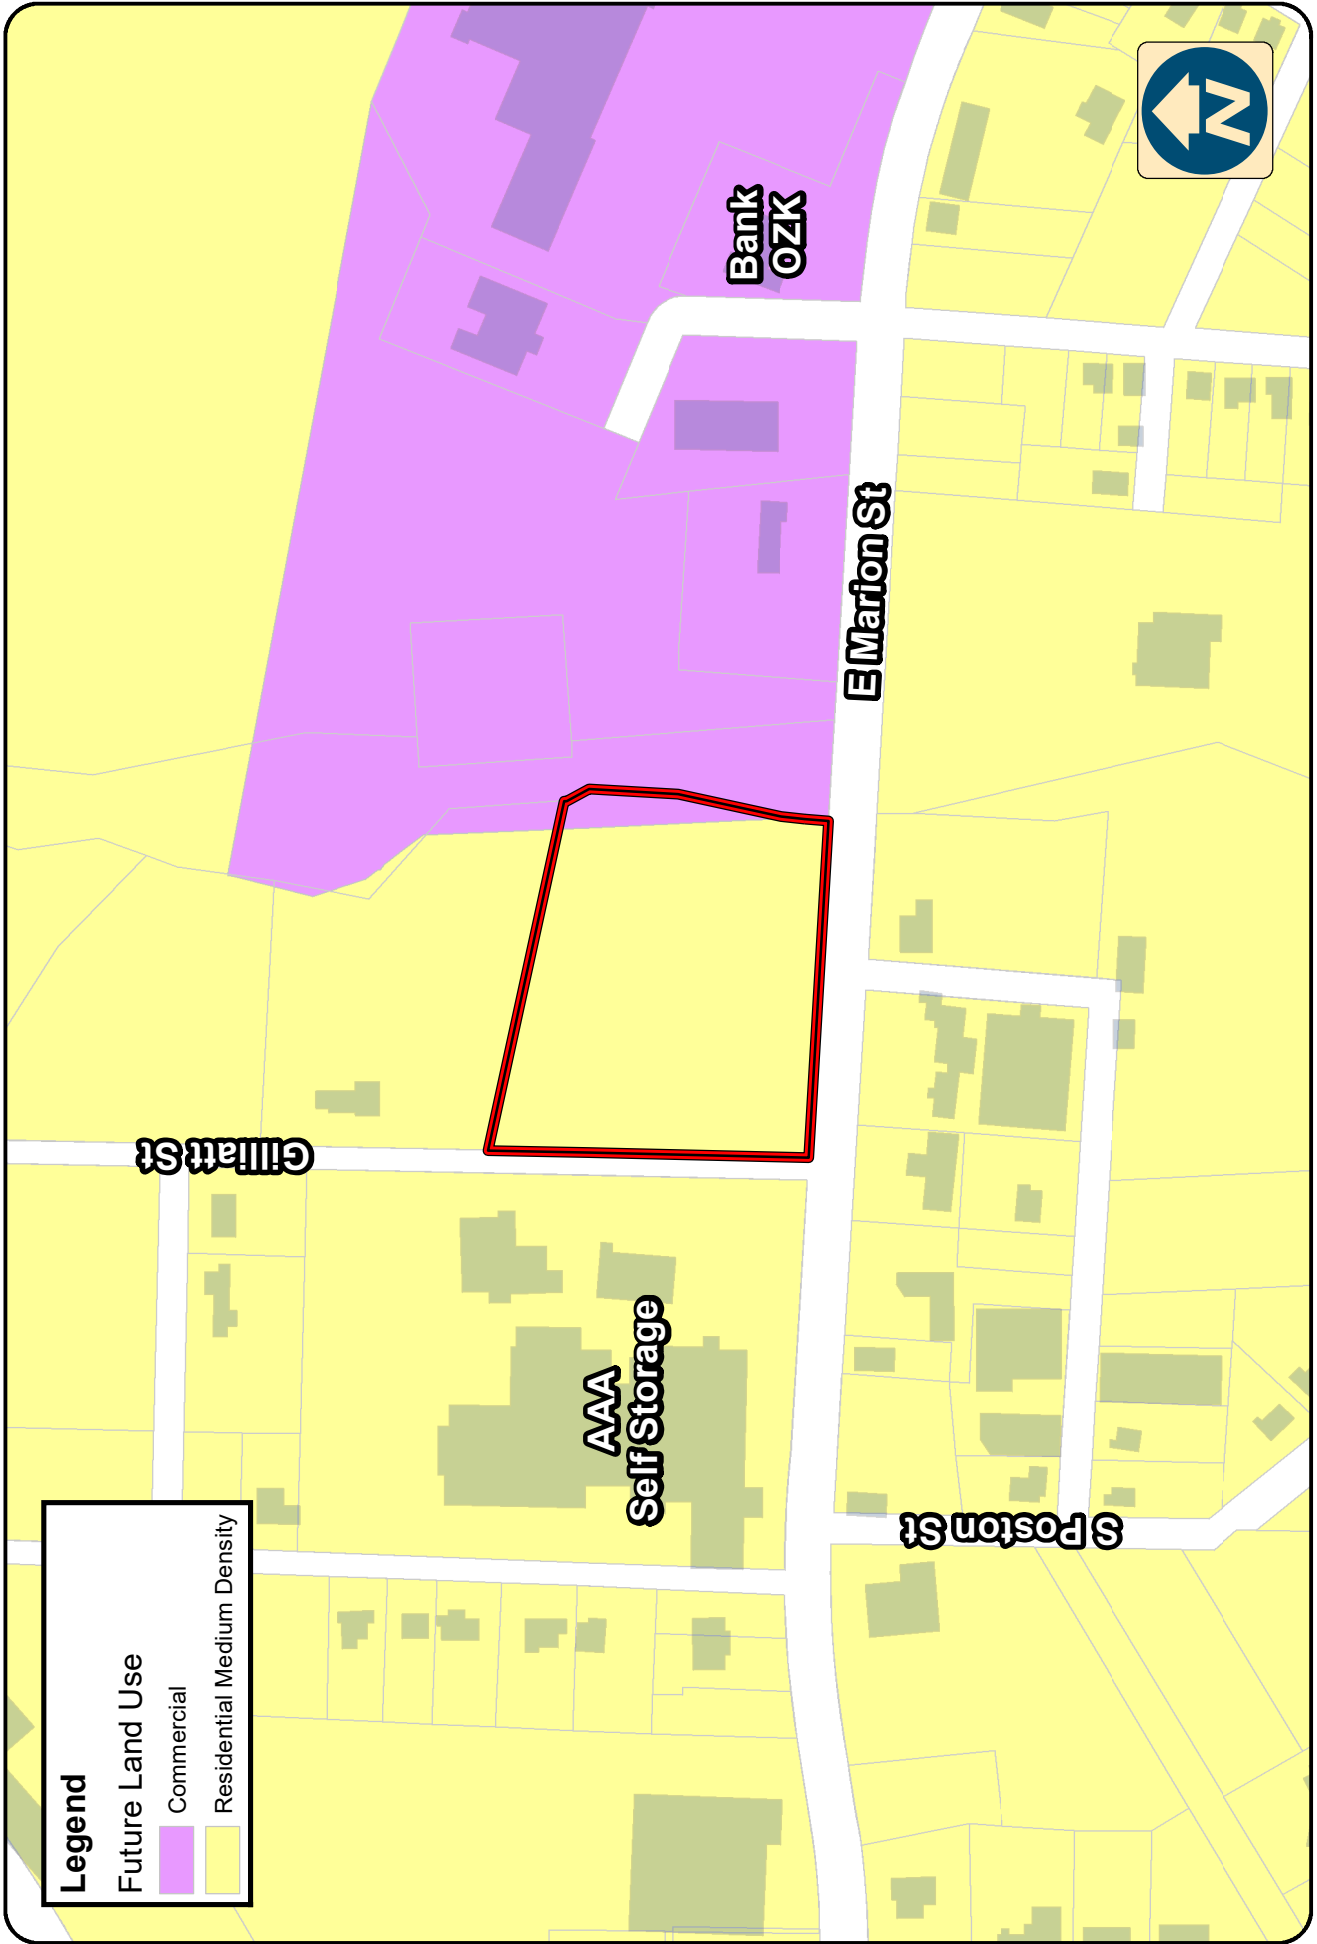 Legend
Future Land Use
Commercial
Residential Medium Density
Gilliatt St
AAA
Self Storage
E Marion St
S Poston St
Bank
OZK
N